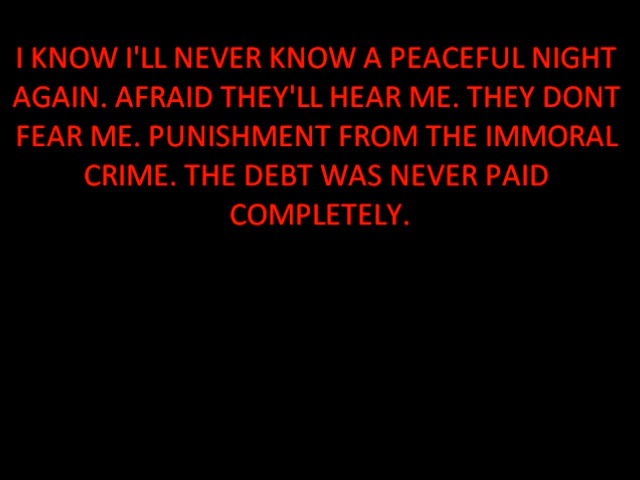 I KNOW I'LL NEVER KNOW A PEACEFUL NIGHT
AGAIN. AFRAID THEY'LL HEAR ME. THEY DONT
FEAR ME. PUNISHMENT FROM THE IMMORAL
CRIME. THE DEBT WAS NEVER PAID
COMPLETELY.